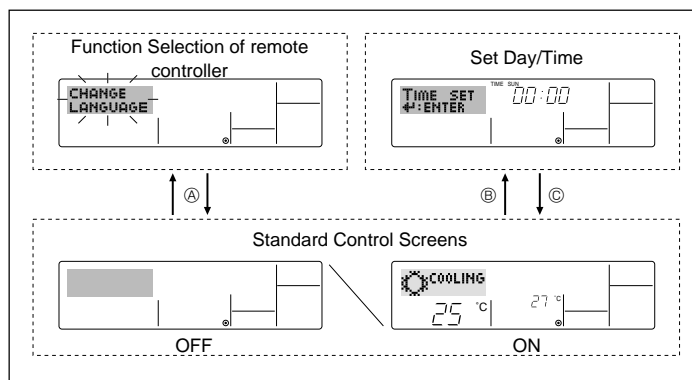 Function Selection of remote
controller
CHANGE
LANGUAGE
Set Day/Time
TIME SUN
TIME SET
↵:ENTER
00:00
Ⓐ
Ⓑ
Ⓒ
Standard Control Screens
OFF
COOLING
25 °C
27 °C
ON